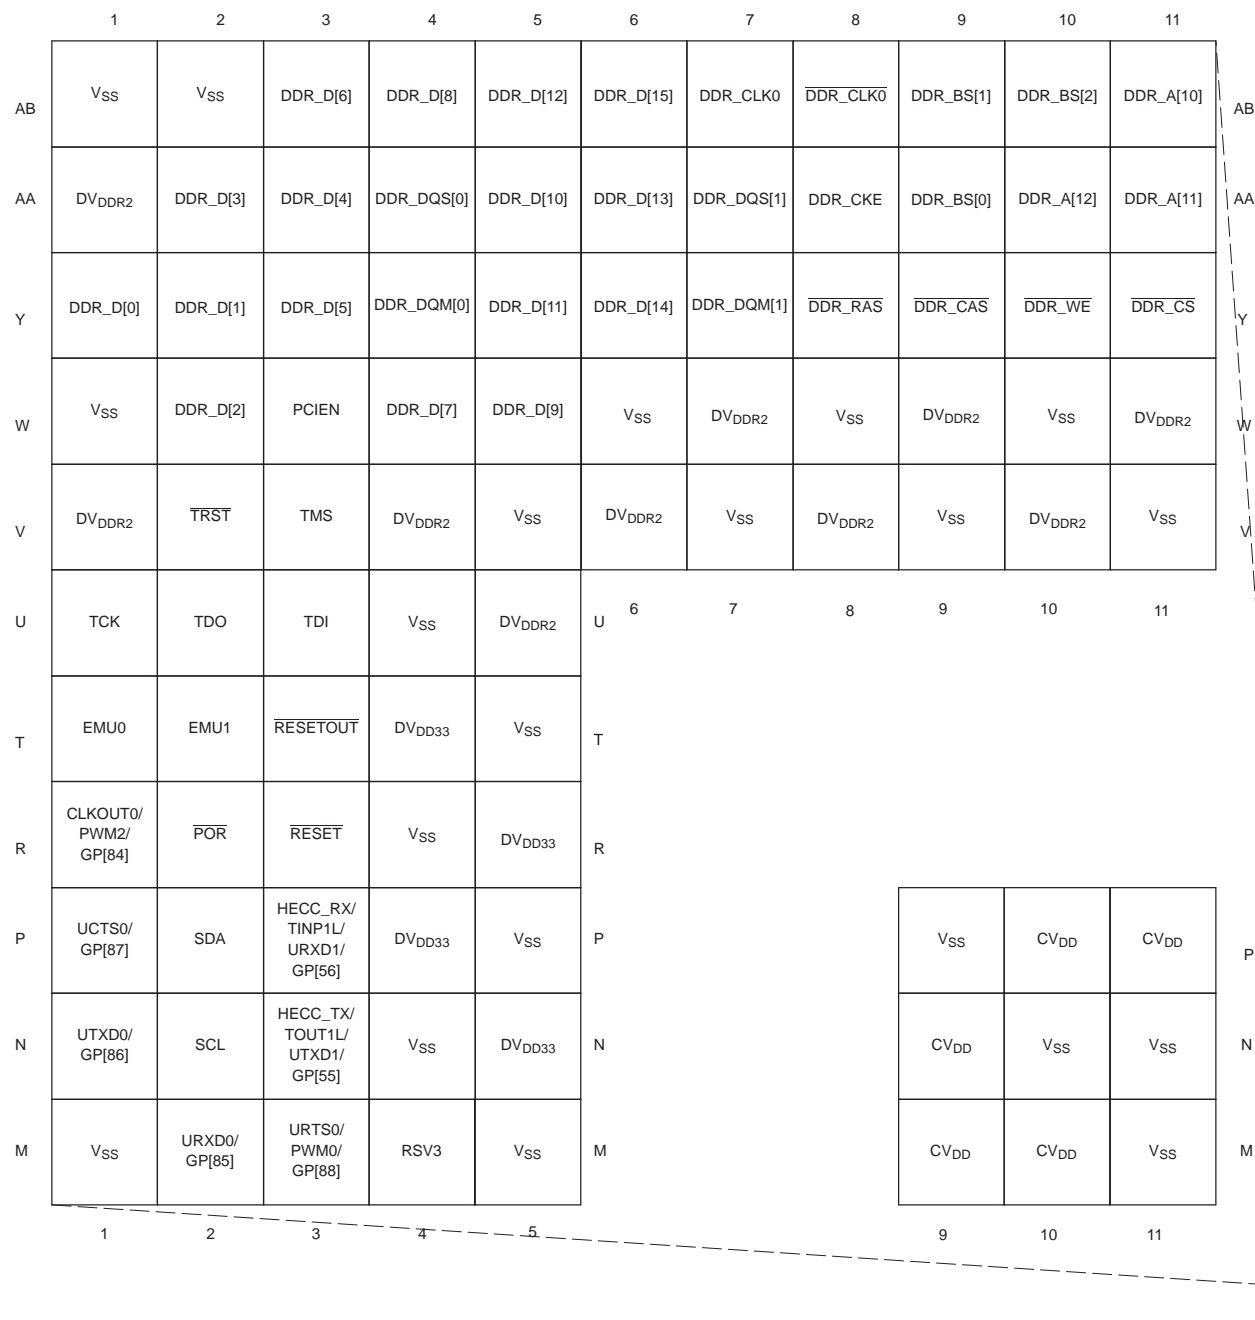 1 2 3 4 5 6 7 8 9 10 11
AB VSS VSS DDR_D[6] DDR_D[8] DDR_D[12] DDR_D[15] DDR_CLK0 DDR_CLK0 DDR_BS[1] DDR_BS[2] DDR_A[10] AB
AA DVDDR2 DDR_D[3] DDR_D[4] DDR_DQS[0] DDR_D[10] DDR_D[13] DDR_DQS[1] DDR_CKE DDR_BS[0] DDR_A[12] DDR_A[11] AA
Y DDR_D[0] DDR_D[1] DDR_D[5] DDR_DQM[0] DDR_D[11] DDR_D[14] DDR_DQM[1] DDR_RAS DDR_CAS DDR_WE DDR_CS Y
W VSS DDR_D[2] PCIEN DDR_D[7] DDR_D[9] VSS DVDDR2 VSS DVDDR2 VSS DVDDR2 W
V DVDDR2 TRST TMS DVDDR2 VSS DVDDR2 VSS DVDDR2 VSS DVDDR2 VSS V
6 7 8 9 10 11
U TCK TDO TDI VSS DVDDR2 U
T EMU0 EMU1 RESETOUT DVDD33 VSS T
R CLKOUT0/
PWM2/
GP[84] POR RESET VSS DVDD33 R
P UCTS0/
GP[87] SDA HECC_RX/
TINP1L/
URXD1/
GP[56] DVDD33 VSS P VSS CVDD CVDD P
N UTXD0/
GP[86] SCL HECC_TX/
TOUT1L/
UTXD1/
GP[55] VSS DVDD33 N CVDD VSS VSS N
M VSS URXD0/
GP[85] URTS0/
PWM0/
GP[88] RSV3 VSS M CVDD CVDD VSS M
1 2 3 4 5 9 10 11